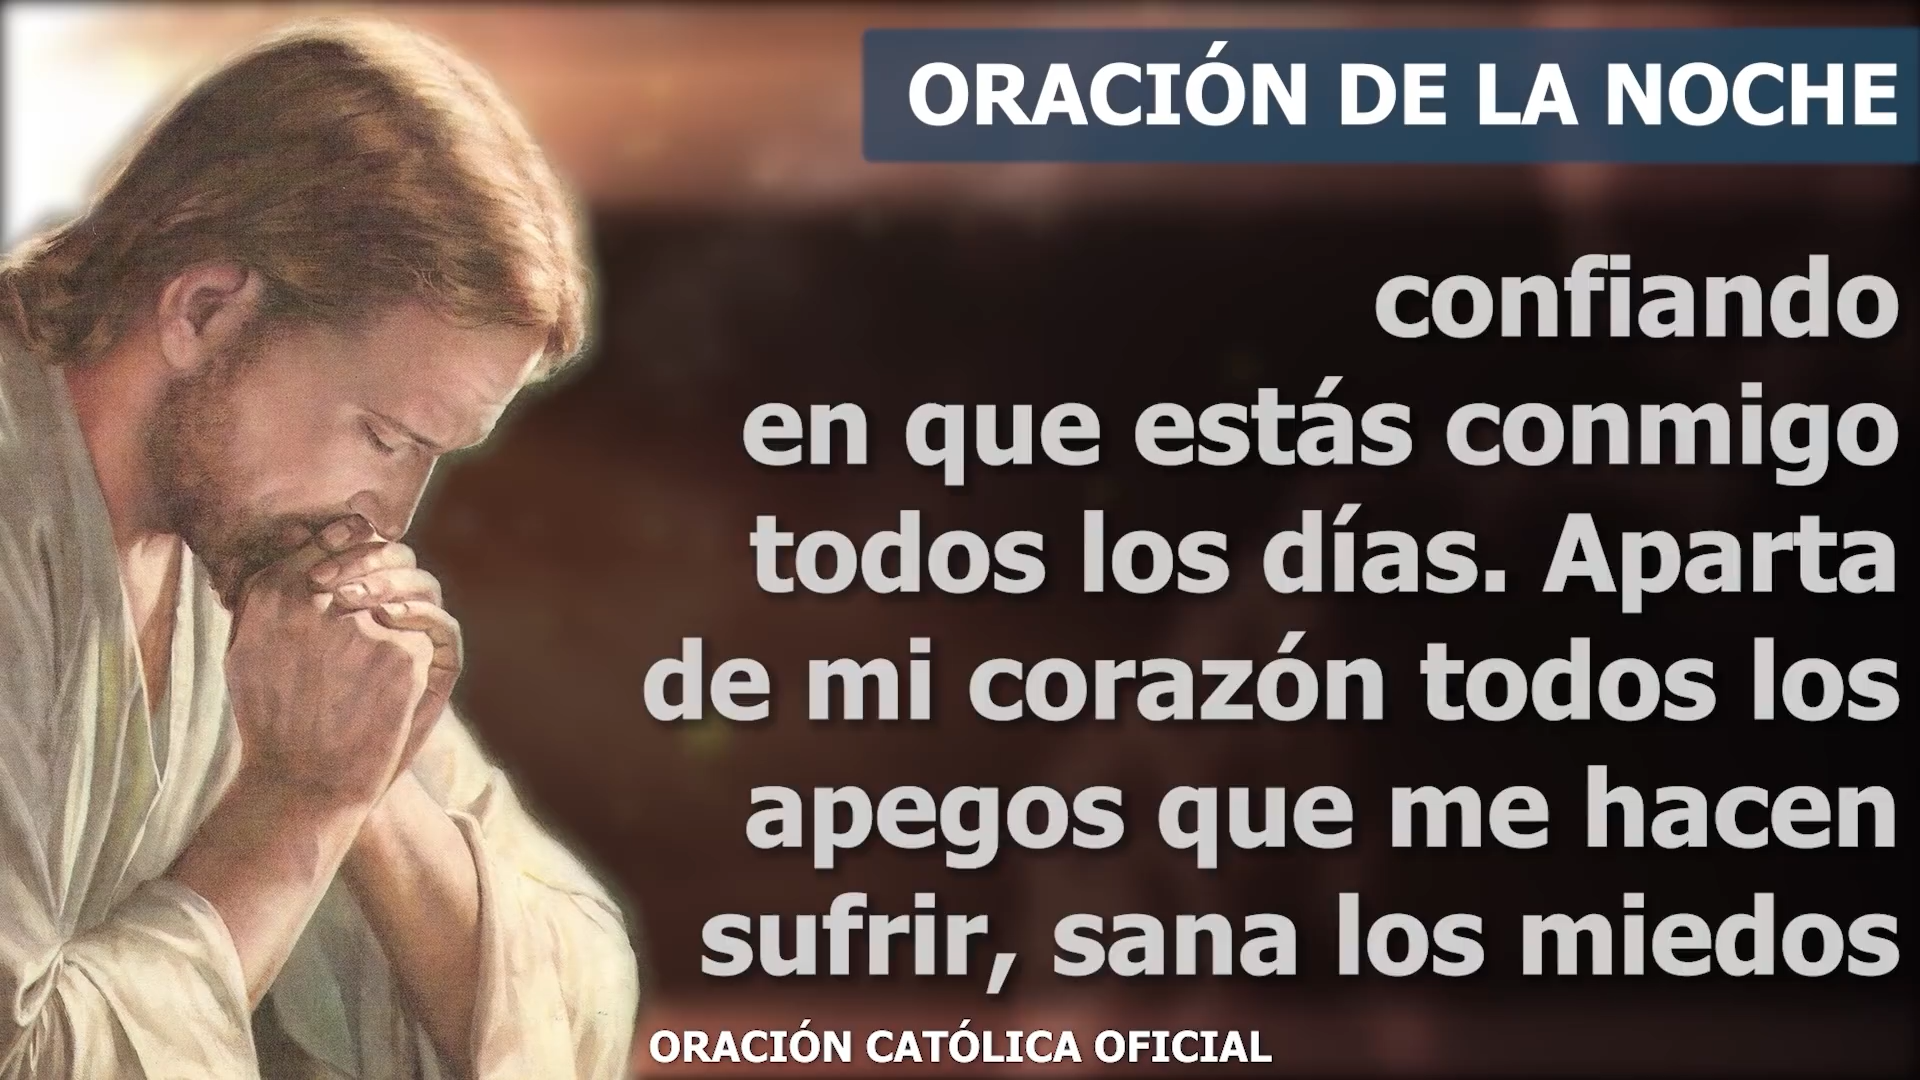 ORACIÓN DE LA NOCHE
confiando
en que estás conmigo
todos los días. Aparta
de mi corazón todos los
apegos que me hacen
sufrir, sana los miedos
ORACIÓN CATÓLICA OFICIAL